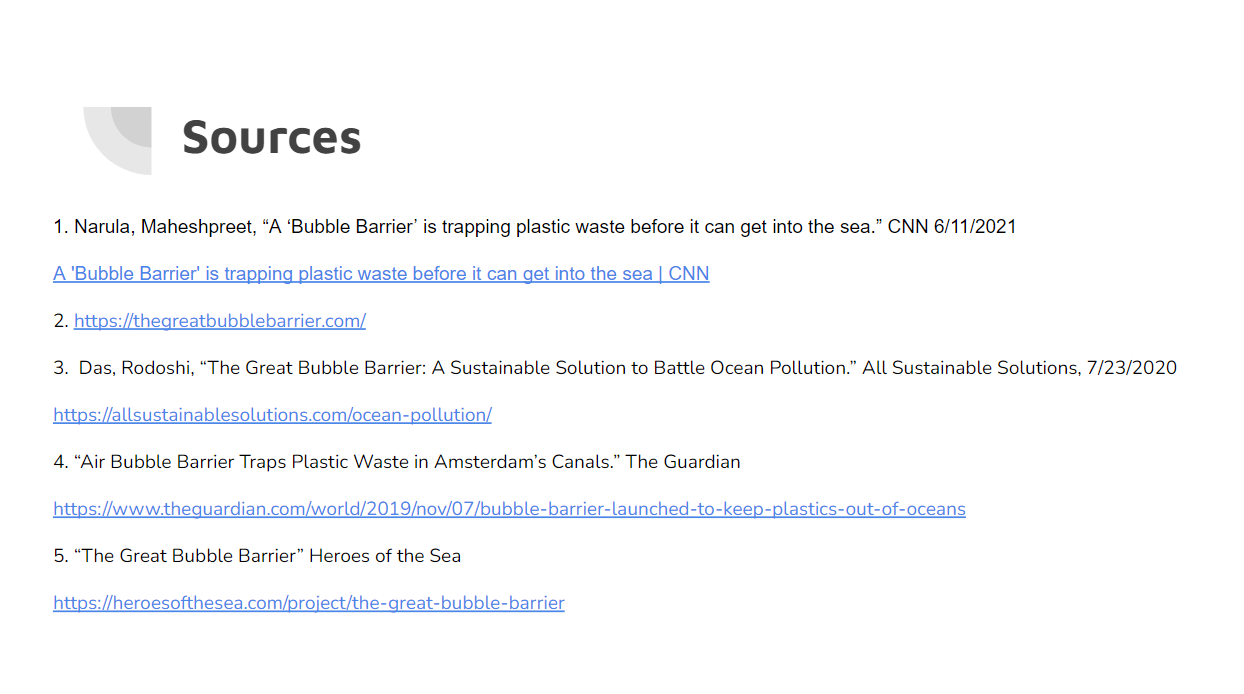 Sources
1. Narula, Maheshpreet, “A ‘Bubble Barrier’ is trapping plastic waste before it can get into the sea.” CNN 6/11/2021
A 'Bubble Barrier' is trapping plastic waste before it can get into the sea | CNN
2. https://thegreatbubblebarrier.com/
3.  Das, Rodoshi, “The Great Bubble Barrier: A Sustainable Solution to Battle Ocean Pollution.” All Sustainable Solutions, 7/23/2020
https://allsustainablesolutions.com/ocean-pollution/
4. “Air Bubble Barrier Traps Plastic Waste in Amsterdam’s Canals.” The Guardian
https://www.theguardian.com/world/2019/nov/07/bubble-barrier-launched-to-keep-plastics-out-of-oceans
5. “The Great Bubble Barrier” Heroes of the Sea
https://heroesofthesea.com/project/the-great-bubble-barrier